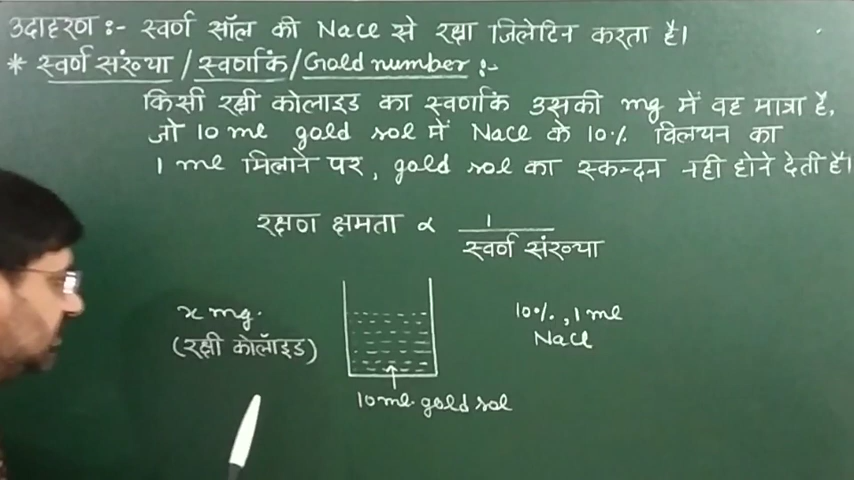 उदाहरण :- स्वर्ण सॉल की Nacl से रक्षा जिलेटिन करता है।
* स्वर्ण संख्या / स्वर्णांक / Gold number :-
किसी रक्षी कोलाइड का स्वर्णांक उसकी mg में वह मात्रा है,
जो 10 ml gold sol में NaCl के 10% विलयन का
1 ml मिलाने पर, gold sol का स्कन्दन नही होने देती है।
रक्षण क्षमता ∝ 1
स्वर्ण संख्या
x mg.
(रक्षी कोलॉइड)
10%, 1 ml
NaCl
10 ml. gold sol